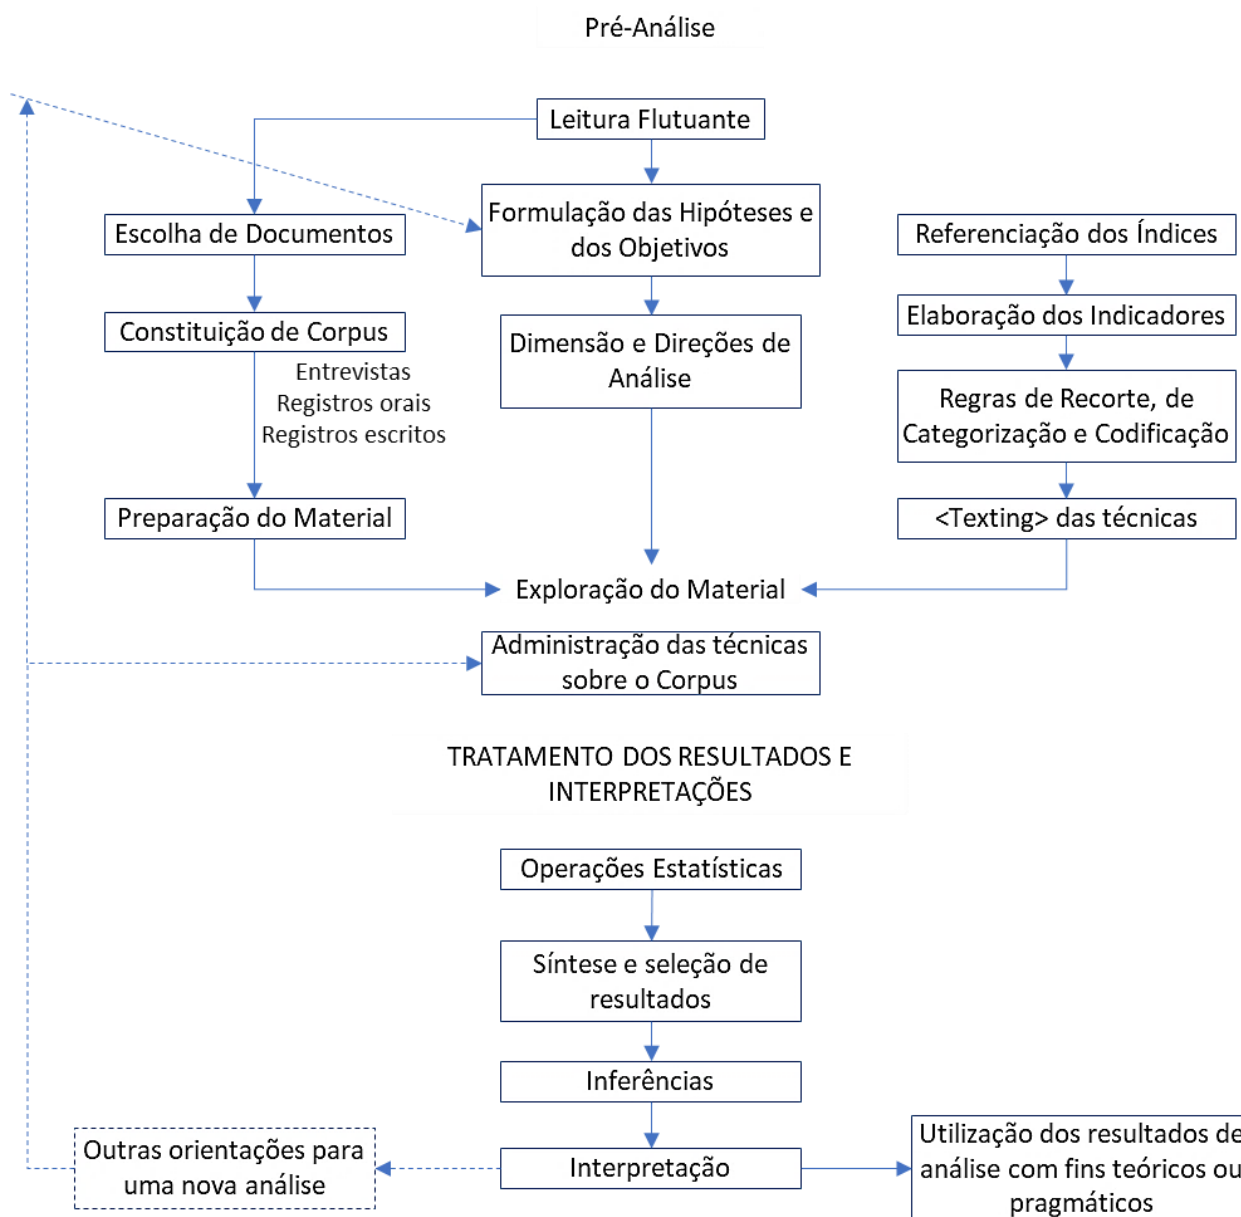 Pré-Análise
Leitura Flutuante
Escolha de Documentos
Formulação das Hipóteses e
dos Objetivos
Referenciação dos Índices
Constituição de Corpus
Dimensão e Direções de
Análise
Elaboração dos Indicadores
Entrevistas
Registros orais
Registros escritos
Regras de Recorte, de
Categorização e Codificação
Preparação do Material
<Texting> das técnicas
Exploração do Material
Administração das técnicas
sobre o Corpus
TRATAMENTO DOS RESULTADOS E
INTERPRETAÇÕES
Operações Estatísticas
Síntese e seleção de
resultados
Inferências
Outras orientações para
uma nova análise
Interpretação
Utilização dos resultados de
análise com fins teóricos ou
pragmáticos